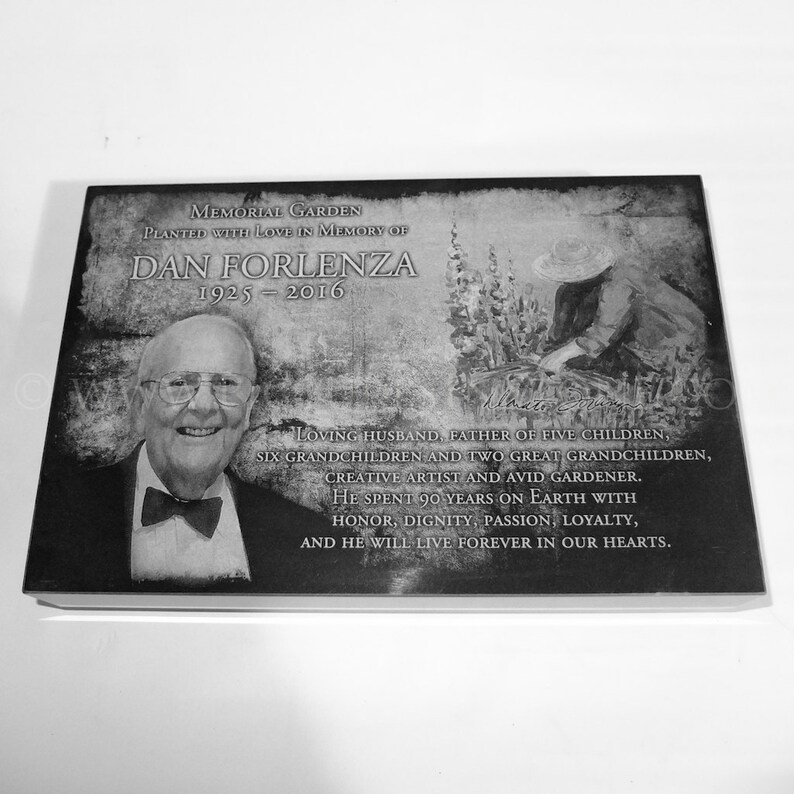 MEMORIAL GARDEN
PLANTED WITH LOVE IN MEMORY OF
DAN FORLENZA
1925 – 2016
LOVING HUSBAND, FATHER OF FIVE CHILDREN,
SIX GRANDCHILDREN AND TWO GREAT GRANDCHILDREN,
CREATIVE ARTIST AND AVID GARDENER.
HE SPENT 90 YEARS ON EARTH WITH
HONOR, DIGNITY, PASSION, LOYALTY,
AND HE WILL LIVE FOREVER IN OUR HEARTS.